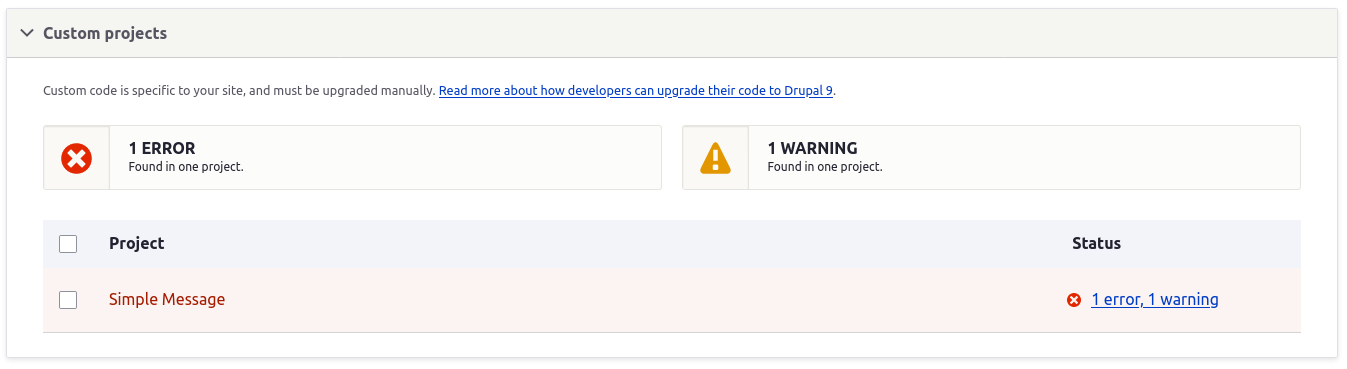 Custom projects
Custom code is specific to your site, and must be upgraded manually. Read more about how developers can upgrade their code to Drupal 9.
1 ERROR
Found in one project.
1 WARNING
Found in one project.
Project Status
Simple Message 1 error, 1 warning